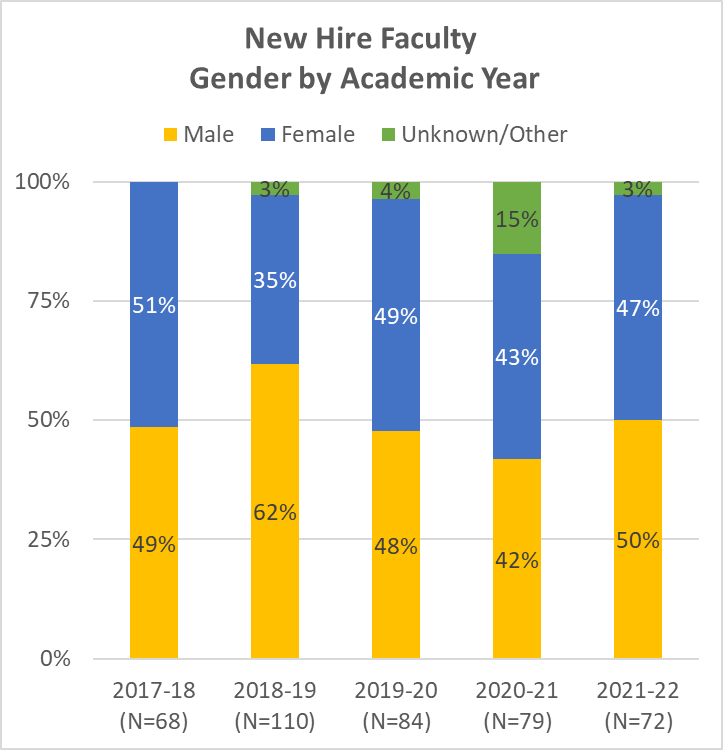 New Hire Faculty
Gender by Academic Year
Male Female Unknown/Other
100%
75%
50%
25%
0%
3% 4% 15% 3%
51% 35% 49% 43% 47%
49% 62% 48% 42% 50%
2017-18 2018-19 2019-20 2020-21 2021-22
(N=68) (N=110) (N=84) (N=79) (N=72)